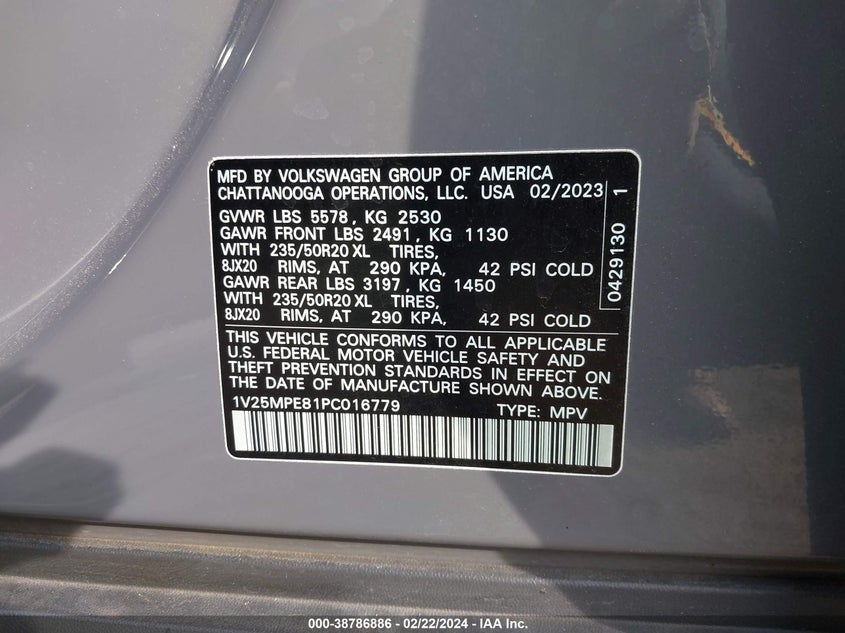 MFD BY VOLKSWAGEN GROUP OF AMERICA
CHATTANOOGA OPERATIONS, LLC. USA 02/2023
GVWR LBS 5578, KG 2530
GAWR FRONT LBS 2491, KG 1130
WITH 235/50R20 XL TIRES,
8JX20 RIMS, AT 290 KPA, 42 PSI COLD
GAWR REAR LBS 3197, KG 1450
WITH 235/50R20 XL TIRES,
8JX20 RIMS, AT 290 KPA, 42 PSI COLD
0429130 1
THIS VEHICLE CONFORMS TO ALL APPLICABLE
U.S. FEDERAL MOTOR VEHICLE SAFETY AND
THEFT PREVENTION STANDARDS IN EFFECT ON
THE DATE OF MANUFACTURE SHOWN ABOVE.
1V25MPE81PC016779 TYPE: MPV
000-38786886 - 02/22/2024 - IAA Inc.